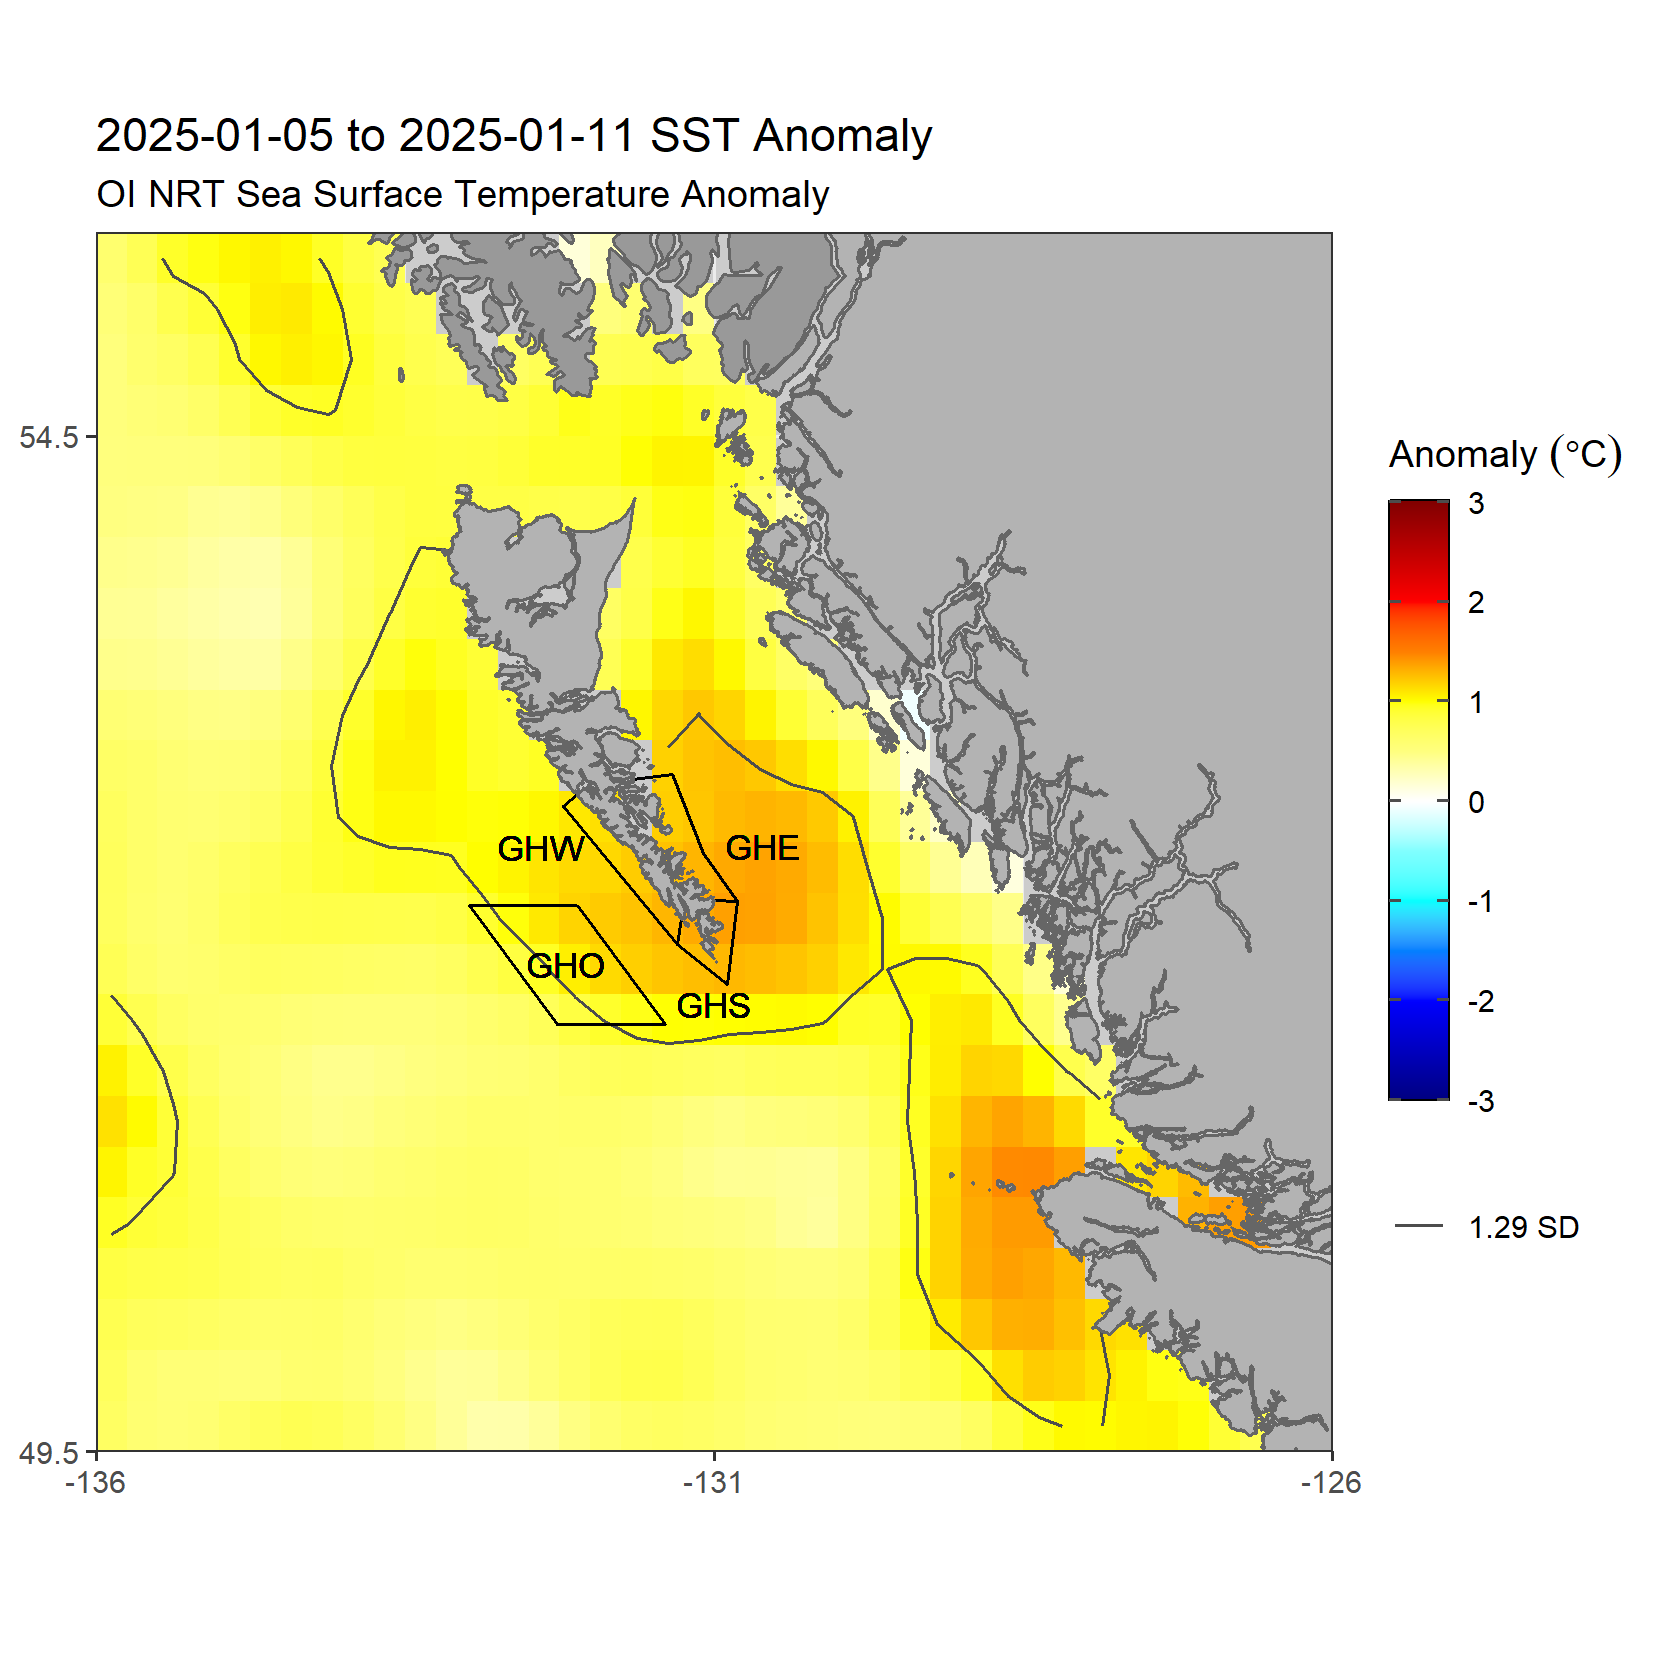 2025-01-05 to 2025-01-11 SST Anomaly
OI NRT Sea Surface Temperature Anomaly
54.5
49.5
-136
-131
-126
GHW
GHE
GHO
GHS
Anomaly (°C)
3
2
1
0
-1
-2
-3
1.29 SD